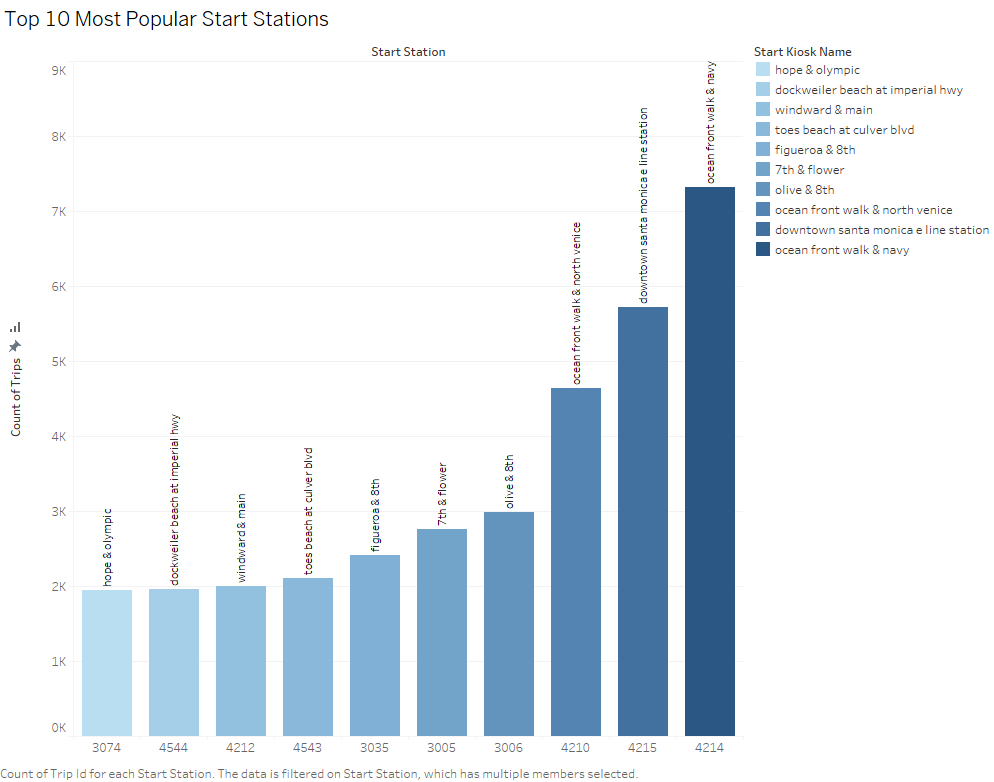 Top 10 Most Popular Start Stations
Start Station
Count of Trips
9K
8K
7K
6K
5K
4K
3K
2K
1K
0K
hope & olympic
dockweiler beach at imperial hwy
windward & main
toes beach at culver blvd
figueroa & 8th
7th & flower
olive & 8th
ocean front walk & north venice
downtown santa monica e line station
ocean front walk & navy
3074
4544
4212
4543
3035
3005
3006
4210
4215
4214
Start Kiosk Name
hope & olympic
dockweiler beach at imperial hwy
windward & main
toes beach at culver blvd
figueroa & 8th
7th & flower
olive & 8th
ocean front walk & north venice
downtown santa monica e line station
ocean front walk & navy
Count of Trip Id for each Start Station. The data is filtered on Start Station, which has multiple members selected.